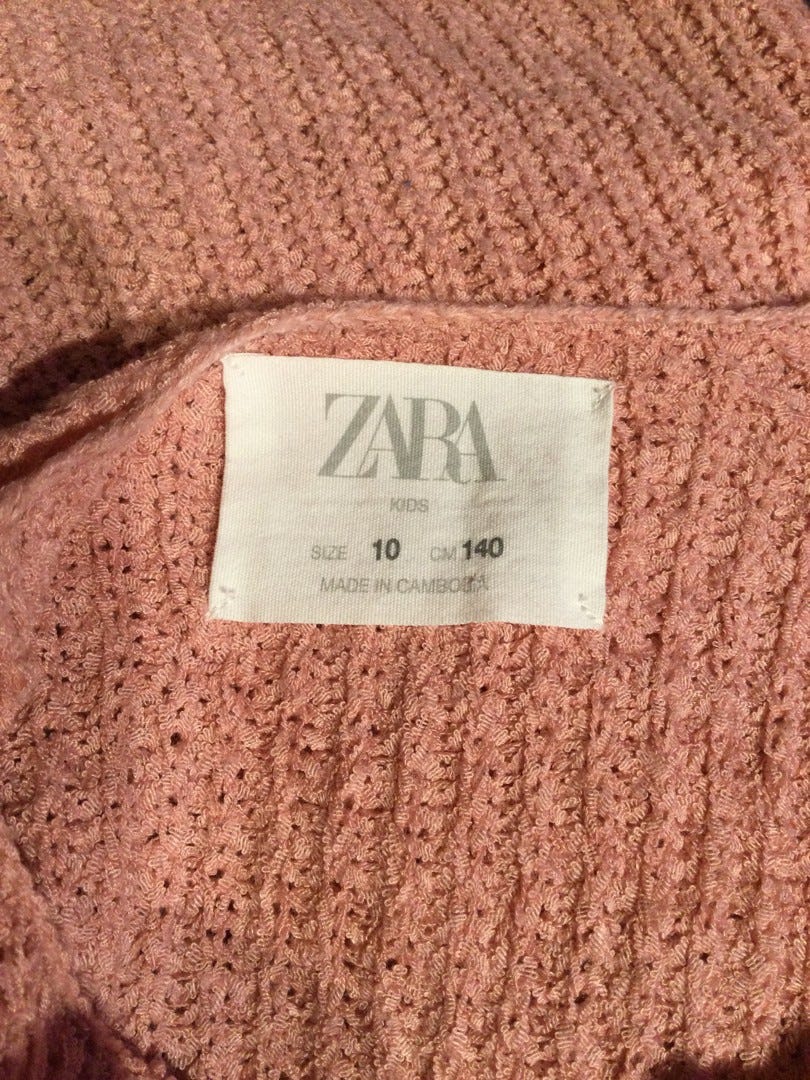 ZARA
KIDS
SIZE 10 CM 140
MADE IN CAMBODIA